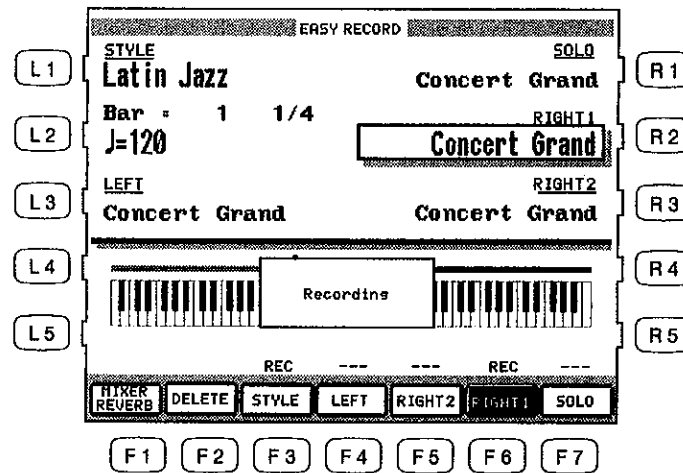 EASY RECORD
L1 STYLE SOLO R1
Latin Jazz Concert Grand
Bar = 1 1/4 RIGHT1
L2 ♩=120 Concert Grand R2
L3 LEFT RIGHT2 R3
Concert Grand Concert Grand
L4 R4
Recording
L5 R5
REC --- --- REC ---
MIXER REVERB DELETE STYLE LEFT RIGHT2 RIGHT1 SOLO
F1 F2 F3 F4 F5 F6 F7